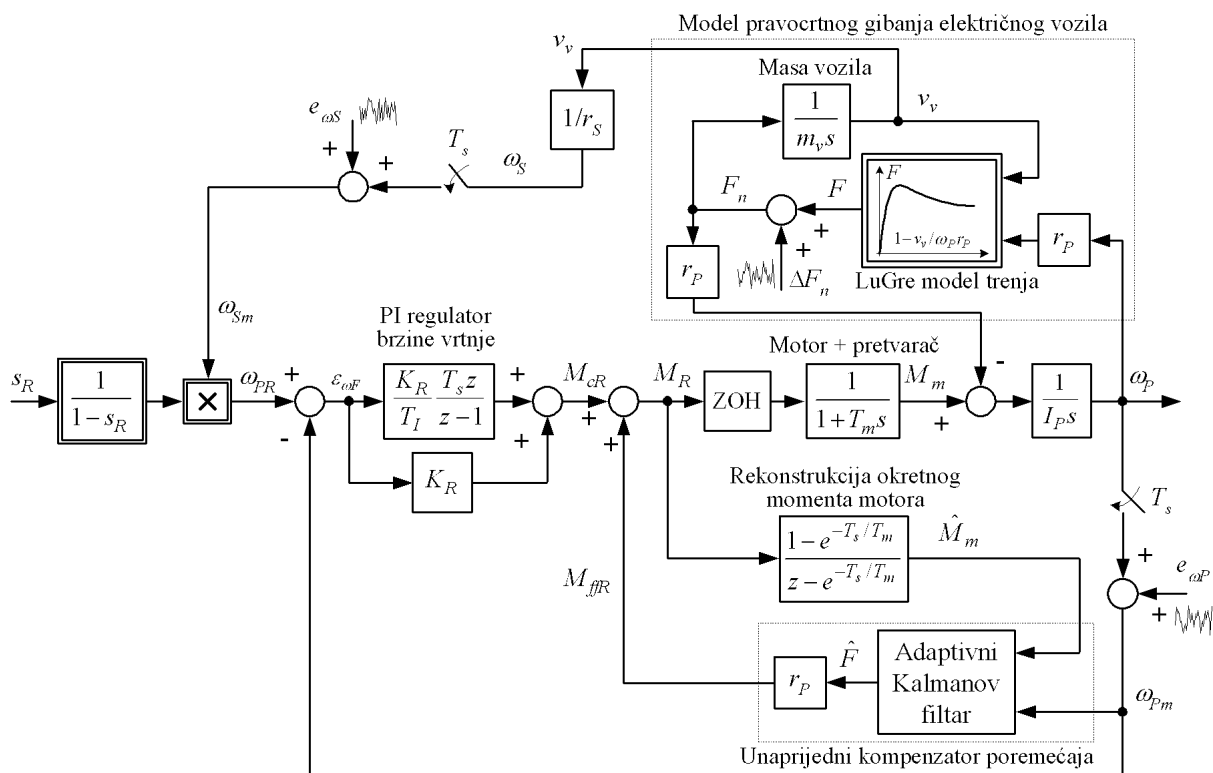 Model pravocrtnog gibanja električnog vozila
v_v
Masa vozila
1
m_v s
v_v
1/r_S
e_ωS
+
+
T_s
ω_S
F_n
F
F
1−v_v/ω_P r_P
+
+
r_P
ΔF_n
r_P
LuGre model trenja
ω_Sm
PI regulator
brzine vrtnje
Motor + pretvarač
s_R
1
1−s_R
×
ω_PR
+
-
ε_ωF
K_R T_s z
T_I z−1
+
+
M_cR
+
+
M_R
ZOH
1
1+T_m s
M_m
-
+
1
I_P s
ω_P
K_R
Rekonstrukcija okretnog
momenta motora
1−e^{−T_s/T_m}
z−e^{−T_s/T_m}
M̂_m
T_s
+
e_ωP
+
M_ffR
r_P
F̂
Adaptivni
Kalmanov
filtar
ω_Pm
Unaprijedni kompenzator poremećaja